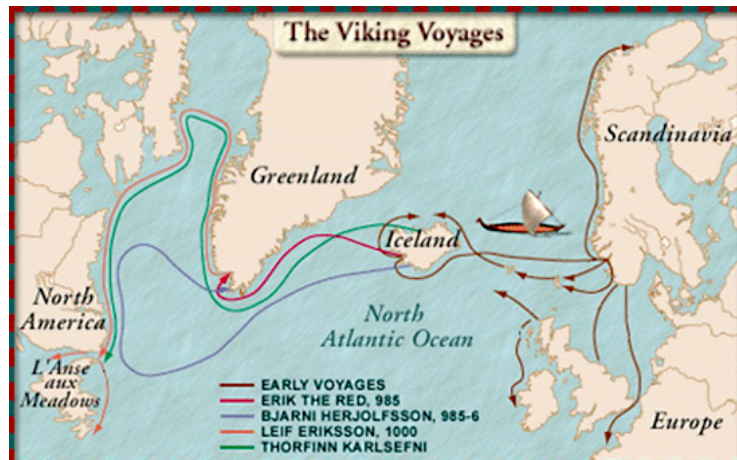 The Viking Voyages
Scandinavia
Greenland
Iceland
North
America
North
Atlantic Ocean
L'Anse
aux
Meadows
Europe
EARLY VOYAGES
ERIK THE RED, 985
BJARNI HERJOLFSSON, 985-6
LEIF ERIKSSON, 1000
THORFINN KARLSEFNI